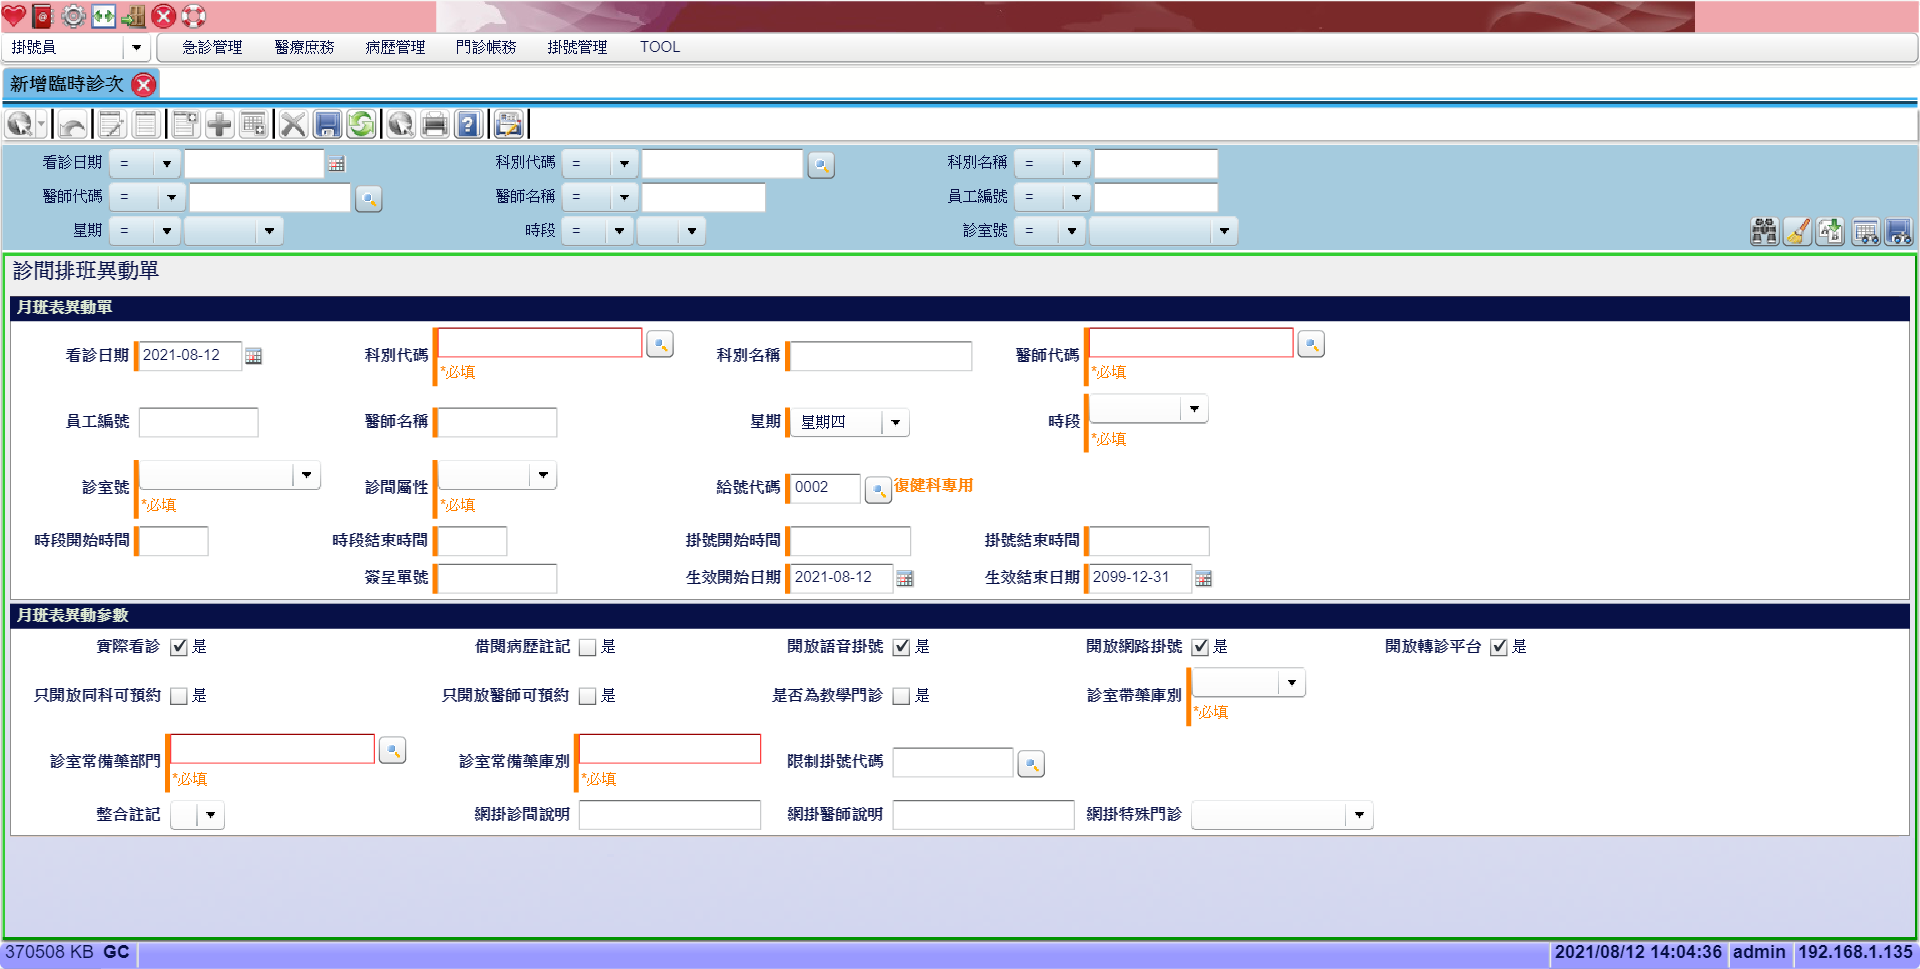 掛號員 急診管理 醫療庶務 病歷管理 門診帳務 掛號管理 TOOL
新增臨時診次
看診日期 = 科別代碼 = 科別名稱 =
醫師代碼 = 醫師名稱 = 員工編號 =
星期 = 時段 = 診室號 =
診間排班異動單
月班表異動單
看診日期 2021-08-12 科別代碼 科別名稱 醫師代碼
*必填 *必填
員工編號 醫師名稱 星期 星期四 時段
*必填
診室號 診間屬性 給號代碼 0002 復健科專用
*必填 *必填
時段開始時間 時段結束時間 掛號開始時間 掛號結束時間
簽呈單號 生效開始日期 2021-08-12 生效結束日期 2099-12-31
月班表異動參數
實際看診 是 借閱病歷註記 是 開放語音掛號 是 開放網路掛號 是 開放轉診平台 是
只開放同科可預約 是 只開放醫師可預約 是 是否為教學門診 是 診室帶藥庫別
*必填
診室常備藥部門 診室常備藥庫別 限制掛號代碼
*必填 *必填
整合註記 網掛診間說明 網掛醫師說明 網掛特殊門診
370508 KB GC 2021/08/12 14:04:36 admin 192.168.1.135